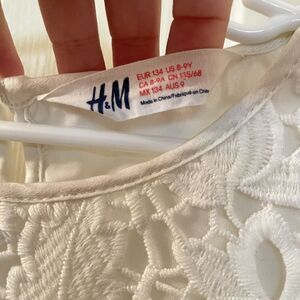 H&M
EUR 134 US 8-9Y
CA 8-9A CN 135/68
MX 134 AUS 9
Made in China/Fabriqué en Chine